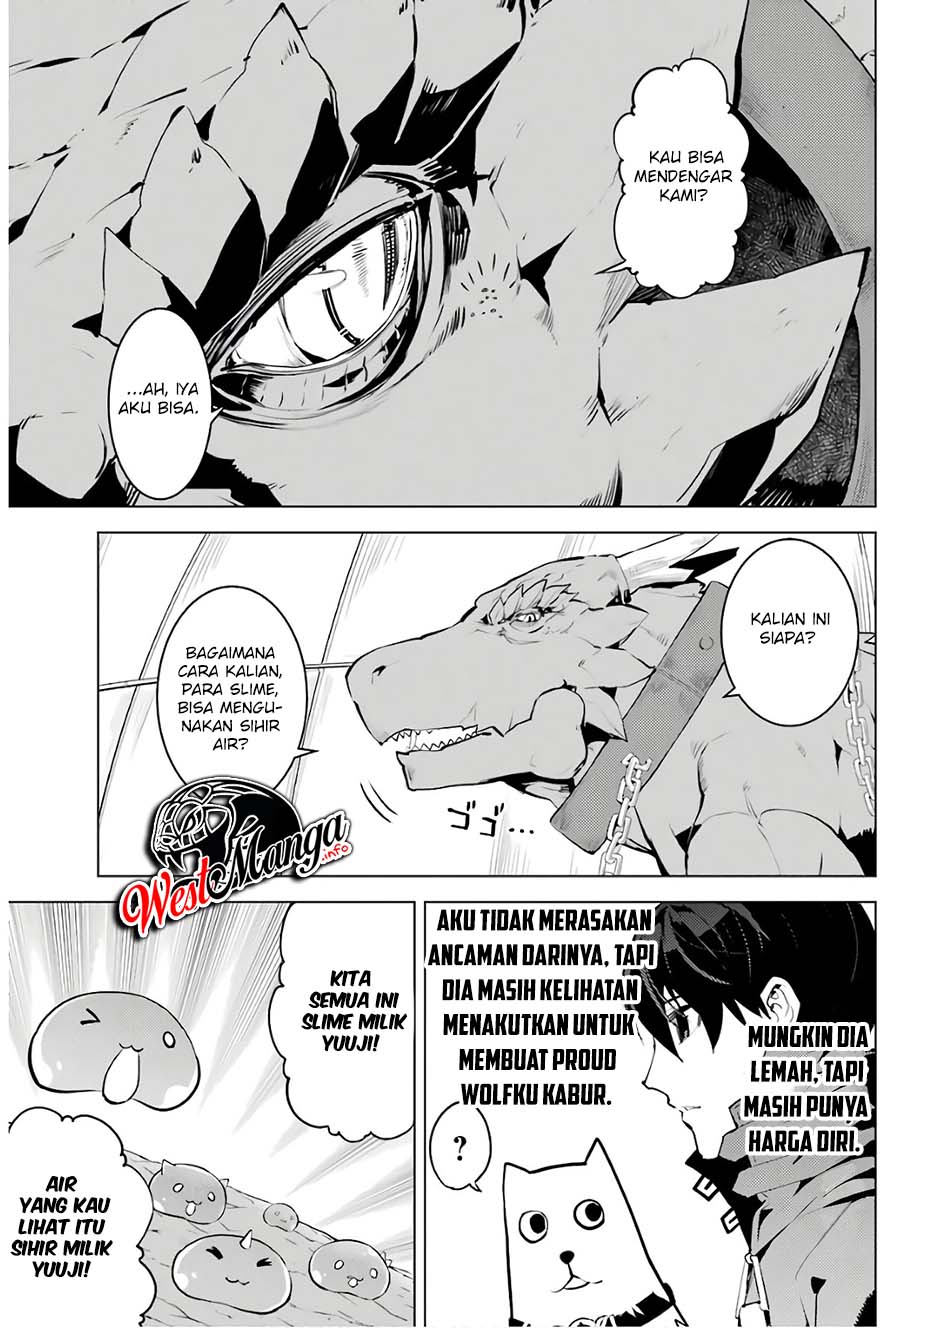 KAU BISA
MENDENGAR
KAMI?
...AH, IYA
AKU BISA.
KALIAN INI
SIAPA?
BAGAIMANA
CARA KALIAN,
PARA SLIME,
BISA MENGU-
NAKAN SIHIR
AIR?
ゴゴ...
WestManga
.info
MUNGKIN DIA
LEMAH, TAPI
MASIH PUNYA
HARGA DIRI.
AKU TIDAK MERASAKAN
ANCAMAN DARINYA, TAPI
DIA MASIH KELIHATAN
MENAKUTKAN UNTUK
MEMBUAT PROUD
WOLFKU KABUR.
?
KITA
SEMUA INI
SLIME MILIK
YUUJI!
AIR
YANG KAU
LIHAT ITU
SIHIR MILIK
YUUJI!